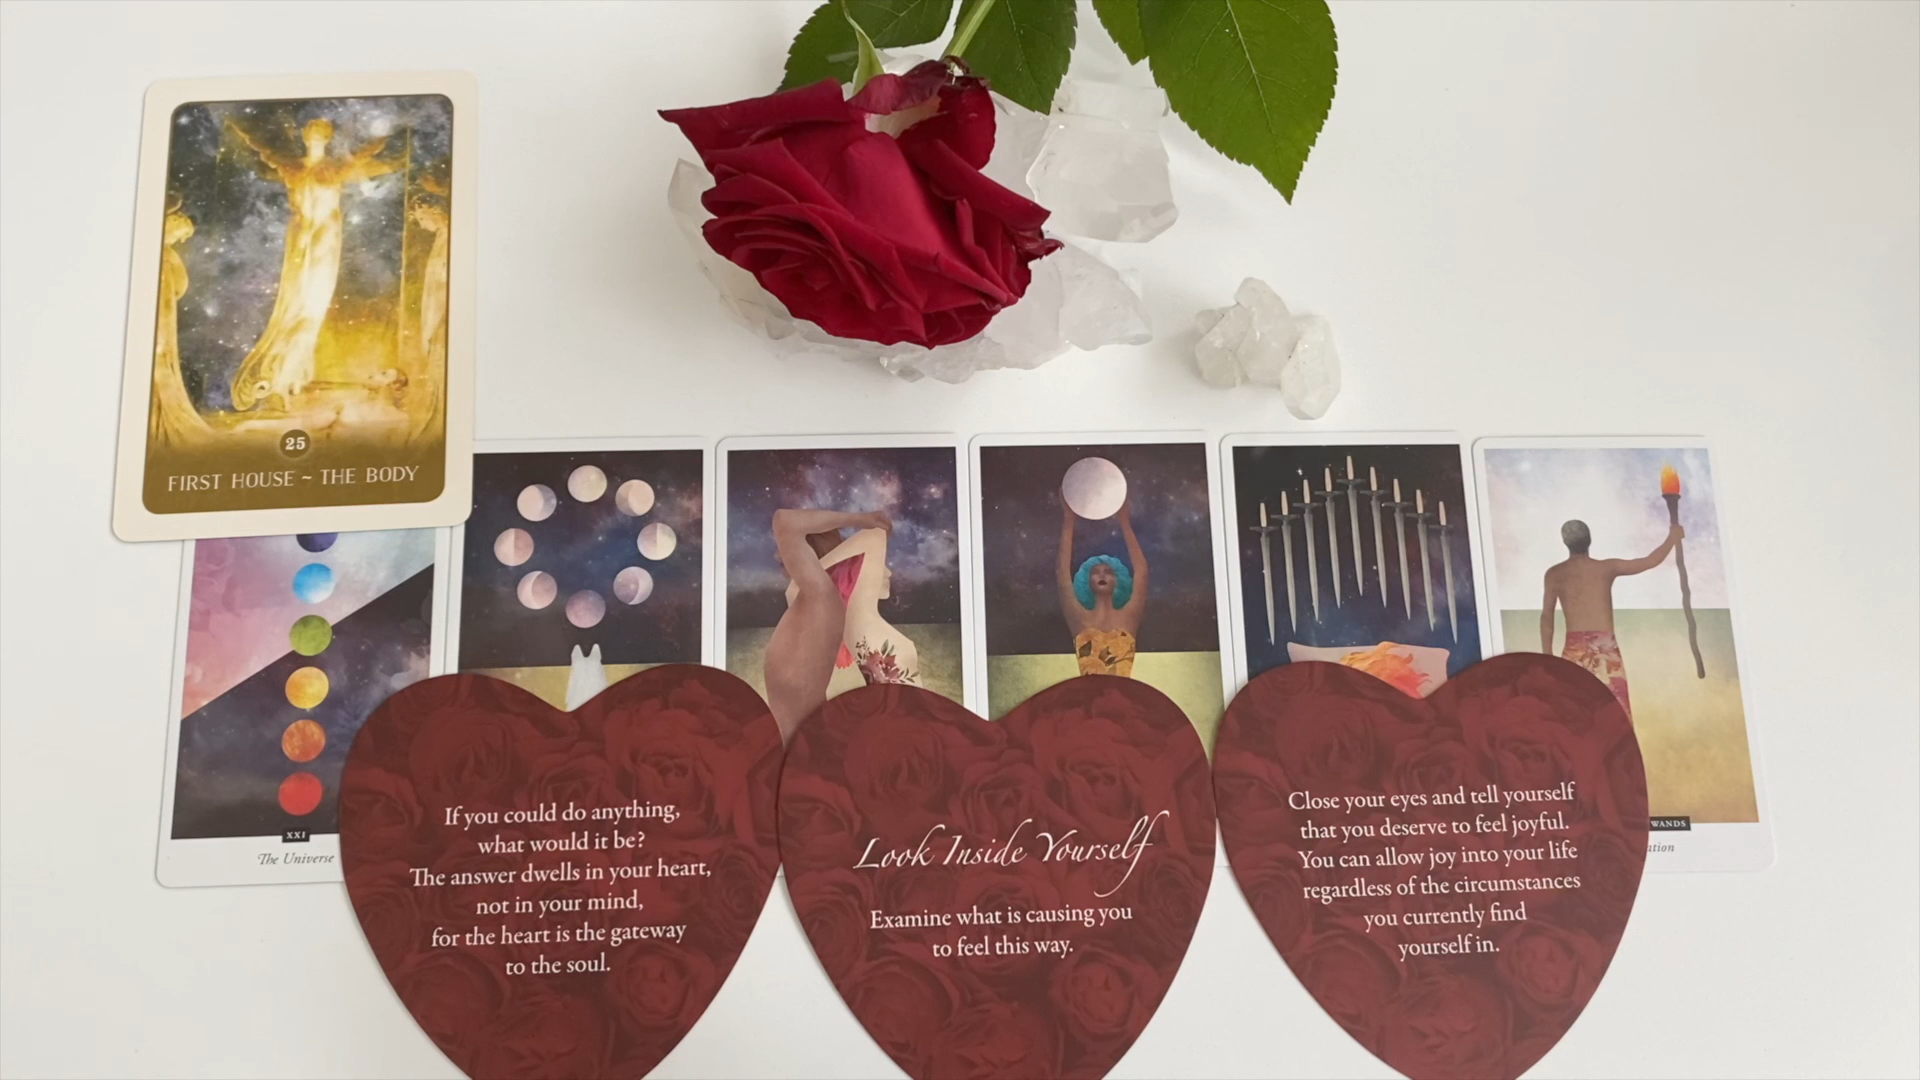 25
FIRST HOUSE ~ THE BODY
XXI
The Universe
WANDS
If you could do anything,
what would it be?
The answer dwells in your heart,
not in your mind,
for the heart is the gateway
to the soul.
Look Inside Yourself
Examine what is causing you
to feel this way.
Close your eyes and tell yourself
that you deserve to feel joyful.
You can allow joy into your life
regardless of the circumstances
you currently find
yourself in.